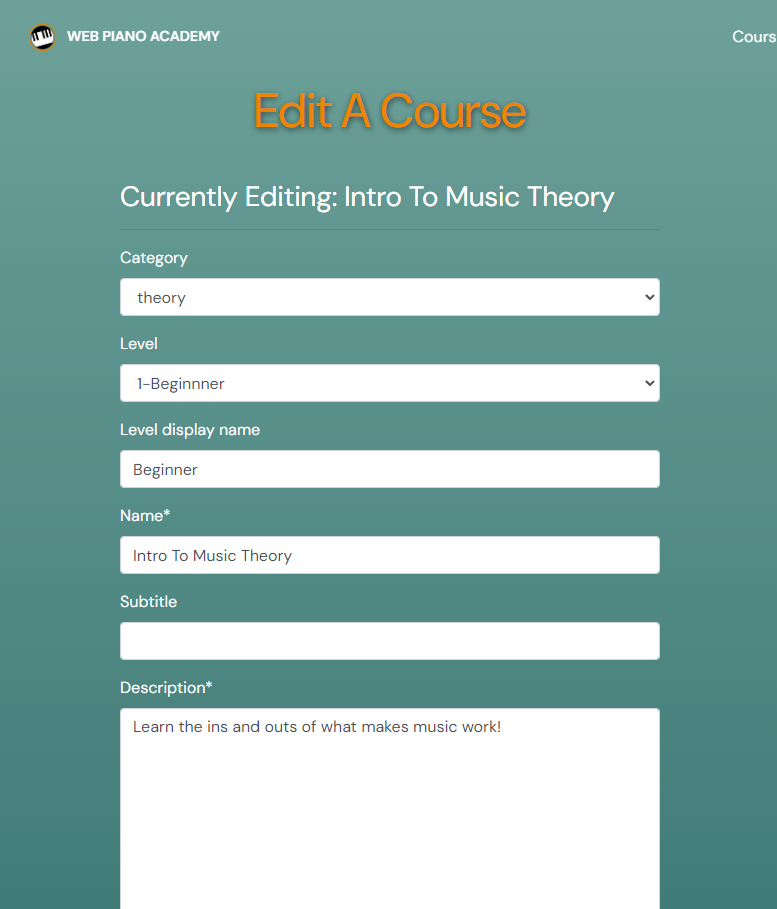 WEB PIANO ACADEMY
Cours
Edit A Course
Currently Editing: Intro To Music Theory
Category
theory
Level
1-Beginnner
Level display name
Beginner
Name*
Intro To Music Theory
Subtitle
Description*
Learn the ins and outs of what makes music work!